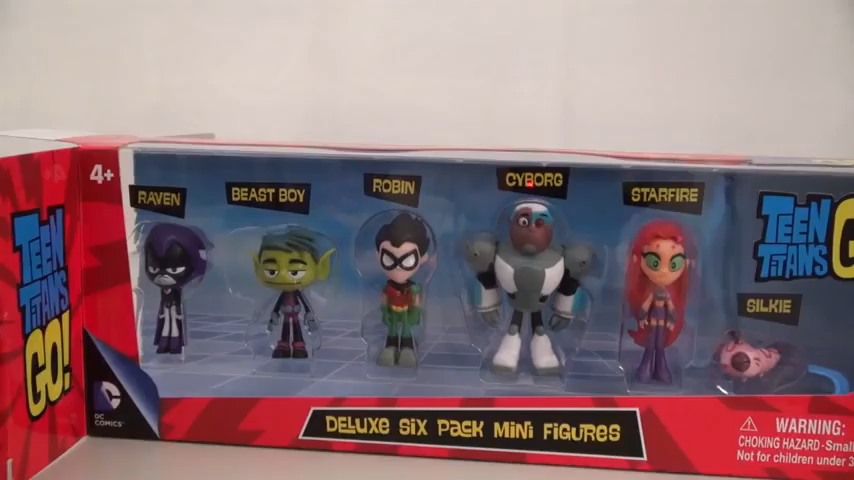 TEEN
TITANS
GO!
4+
RAVEN
BEAST BOY
ROBIN
CYBORG
STARFIRE
TEEN
TITANS
SILKIE
DC
COMICS™
DELUXE SIX PACK MINI FIGURES
WARNING:
CHOKING HAZARD-Small
Not for children under 3